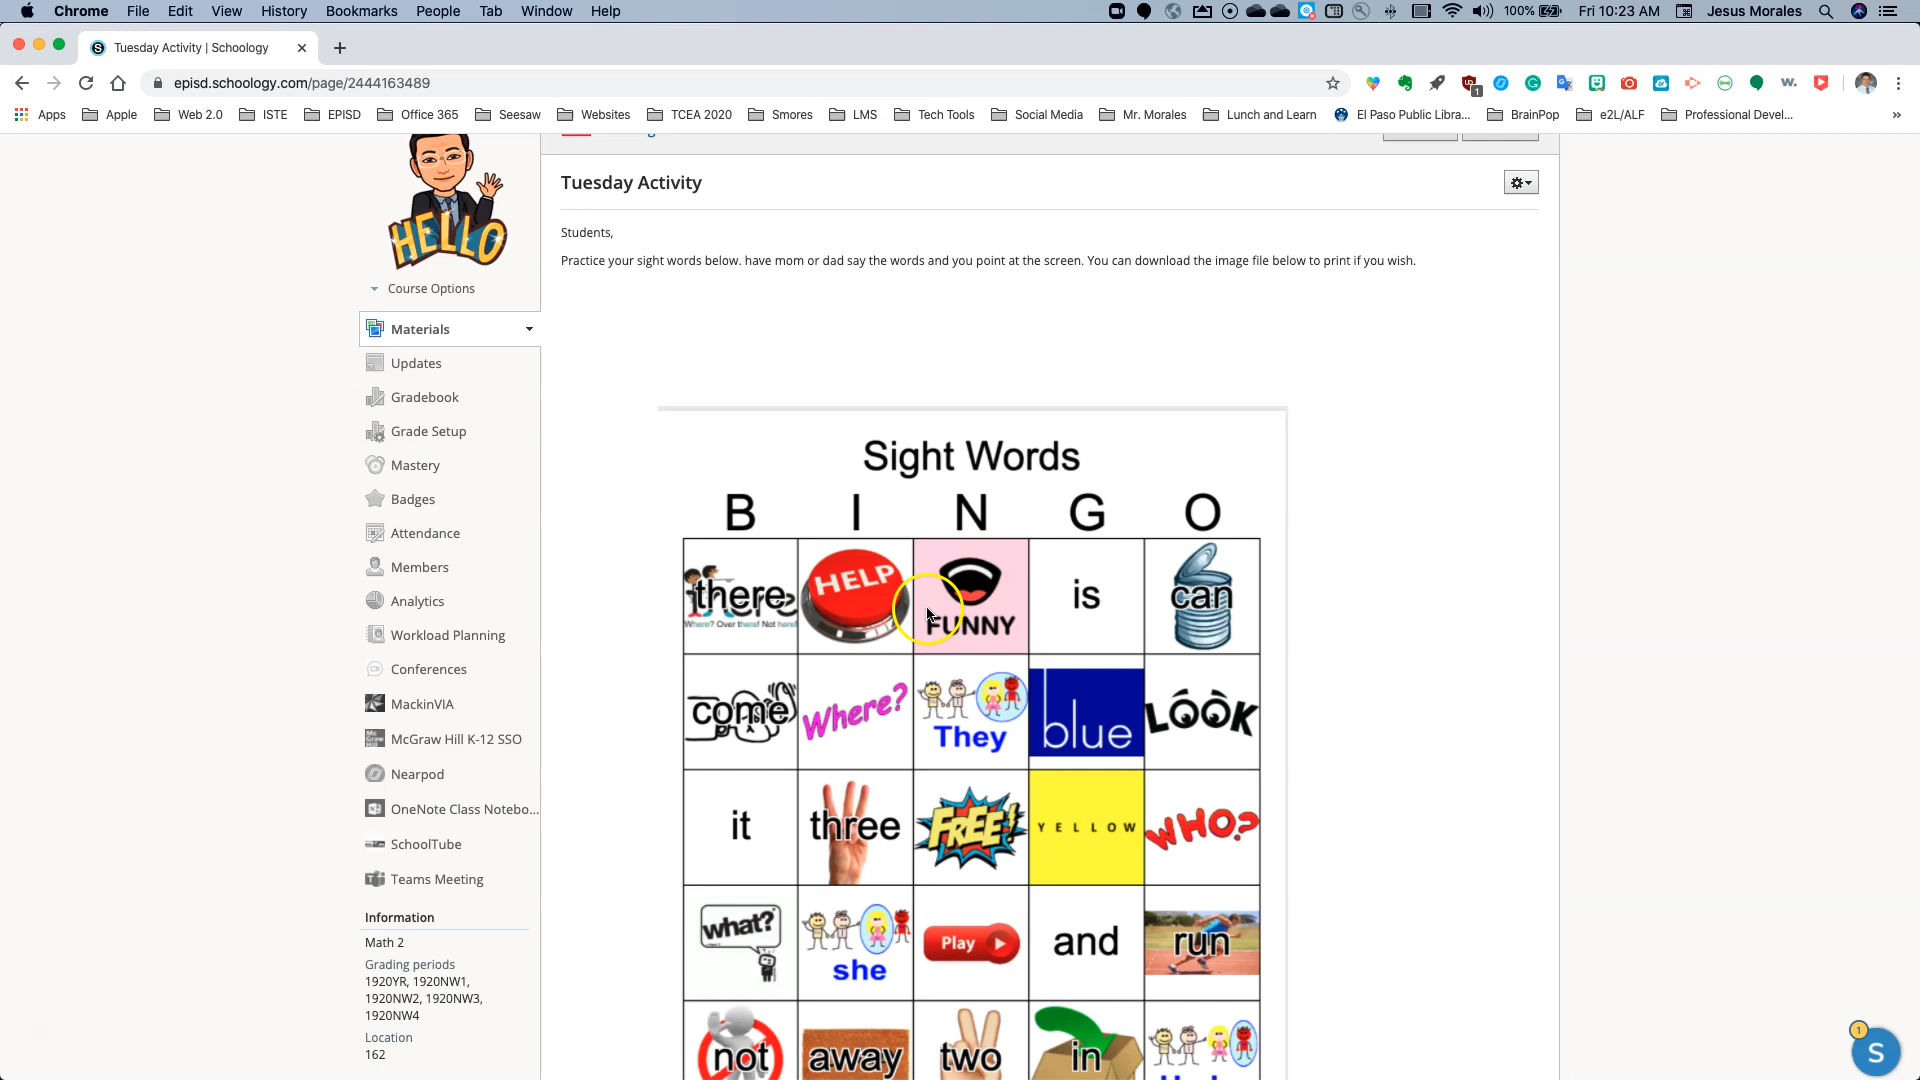 Chrome File Edit View History Bookmarks People Tab Window Help 100% Fri 10:23 AM Jesus Morales
Tuesday Activity | Schoology
episd.schoology.com/page/2444163489
Apps Apple Web 2.0 ISTE EPISD Office 365 Seesaw Websites TCEA 2020 Smores LMS Tech Tools Social Media Mr. Morales Lunch and Learn El Paso Public Libra... BrainPop e2L/ALF Professional Devel... »
HELLO
Course Options
Materials
Updates
Gradebook
Grade Setup
Mastery
Badges
Attendance
Members
Analytics
Workload Planning
Conferences
MackinVIA
McGraw Hill K-12 SSO
Nearpod
OneNote Class Notebo...
SchoolTube
Teams Meeting
Information
Math 2
Grading periods
1920YR, 1920NW1,
1920NW2, 1920NW3,
1920NW4
Location
162
Tuesday Activity
Students,
Practice your sight words below. have mom or dad say the words and you point at the screen. You can download the image file below to print if you wish.
Sight Words
B I N G O
there HELP FUNNY is can
Where? Over there! Not here!
come Where? They blue LOOK
it three FREE! YELLOW WHO?
what? she Play and run
not away two in
1
S